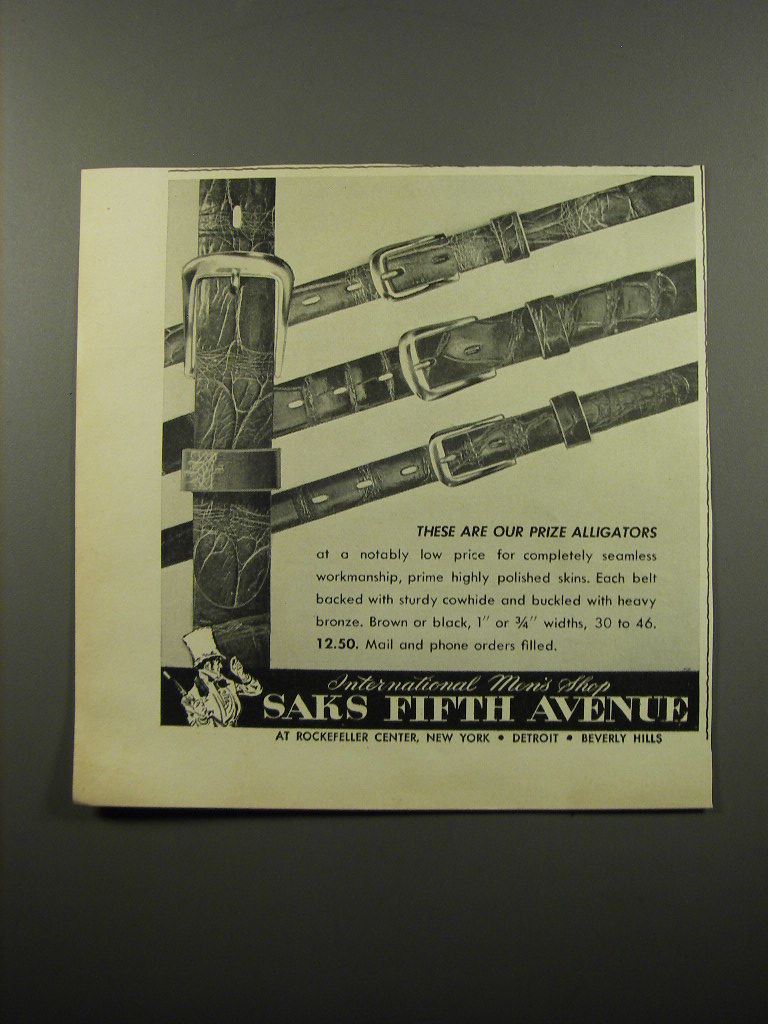 THESE ARE OUR PRIZE ALLIGATORS
at a notably low price for completely seamless
workmanship, prime highly polished skins. Each belt
backed with sturdy cowhide and buckled with heavy
bronze. Brown or black, 1" or ¾" widths, 30 to 46.
12.50. Mail and phone orders filled.
International Men's Shop
SAKS FIFTH AVENUE
AT ROCKEFELLER CENTER, NEW YORK • DETROIT • BEVERLY HILLS